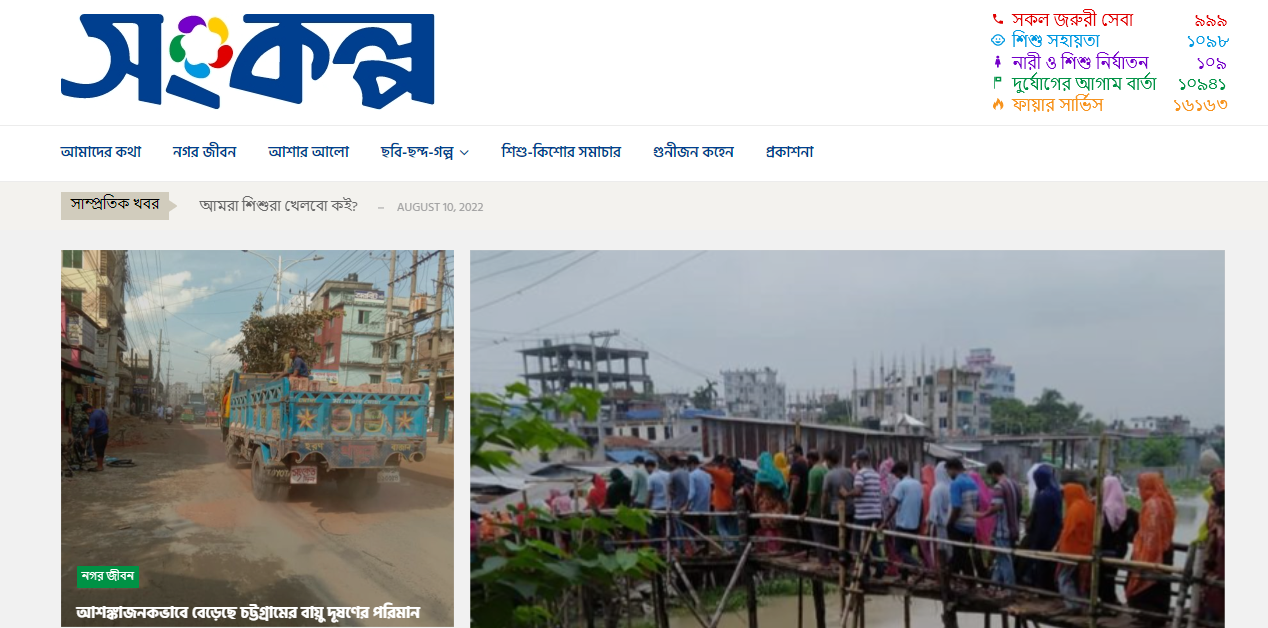 সংকল্প
সকল জরুরী সেবা ৯৯৯
শিশু সহায়তা ১০৯৮
নারী ও শিশু নির্যাতন ১০৯
দুর্যোগের আগাম বার্তা ১০৯৪১
ফায়ার সার্ভিস ১৬১৬৩
আমাদের কথা নগর জীবন আশার আলো ছবি-ছন্দ-গল্প শিশু-কিশোর সমাচার গুনীজন কহেন প্রকাশনা
সাম্প্রতিক খবর আমরা শিশুরা খেলবো কই? – AUGUST 10, 2022
নগর জীবন
আশঙ্কাজনকভাবে বেড়েছে চট্টগ্রামের বায়ু দূষণের পরিমান